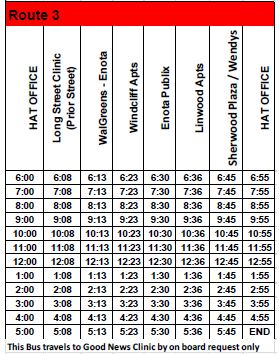 Route 3
HAT OFFICE Long Street Clinic (Prior Street) WalGreens - Enota Windcliff Apts Enota Publix Linwood Apts Sherwood Plaza / Wendys HAT OFFICE
6:00 6:08 6:13 6:23 6:30 6:36 6:45 6:55
7:00 7:08 7:13 7:23 7:30 7:36 7:45 7:55
8:00 8:08 8:13 8:23 8:30 8:36 8:45 8:55
9:00 9:08 9:13 9:23 9:30 9:36 9:45 9:55
10:00 10:08 10:13 10:23 10:30 10:36 10:45 10:55
11:00 11:08 11:13 11:23 11:30 11:36 11:45 11:55
12:00 12:08 12:13 12:23 12:30 12:36 12:45 12:55
1:00 1:08 1:13 1:23 1:30 1:36 1:45 1:55
2:00 2:08 2:13 2:23 2:30 2:36 2:45 2:55
3:00 3:08 3:13 3:23 3:30 3:36 3:45 3:55
4:00 4:08 4:13 4:23 4:30 4:36 4:45 4:55
5:00 5:08 5:13 5:23 5:30 5:36 5:45 END
This Bus travels to Good News Clinic by on board request only